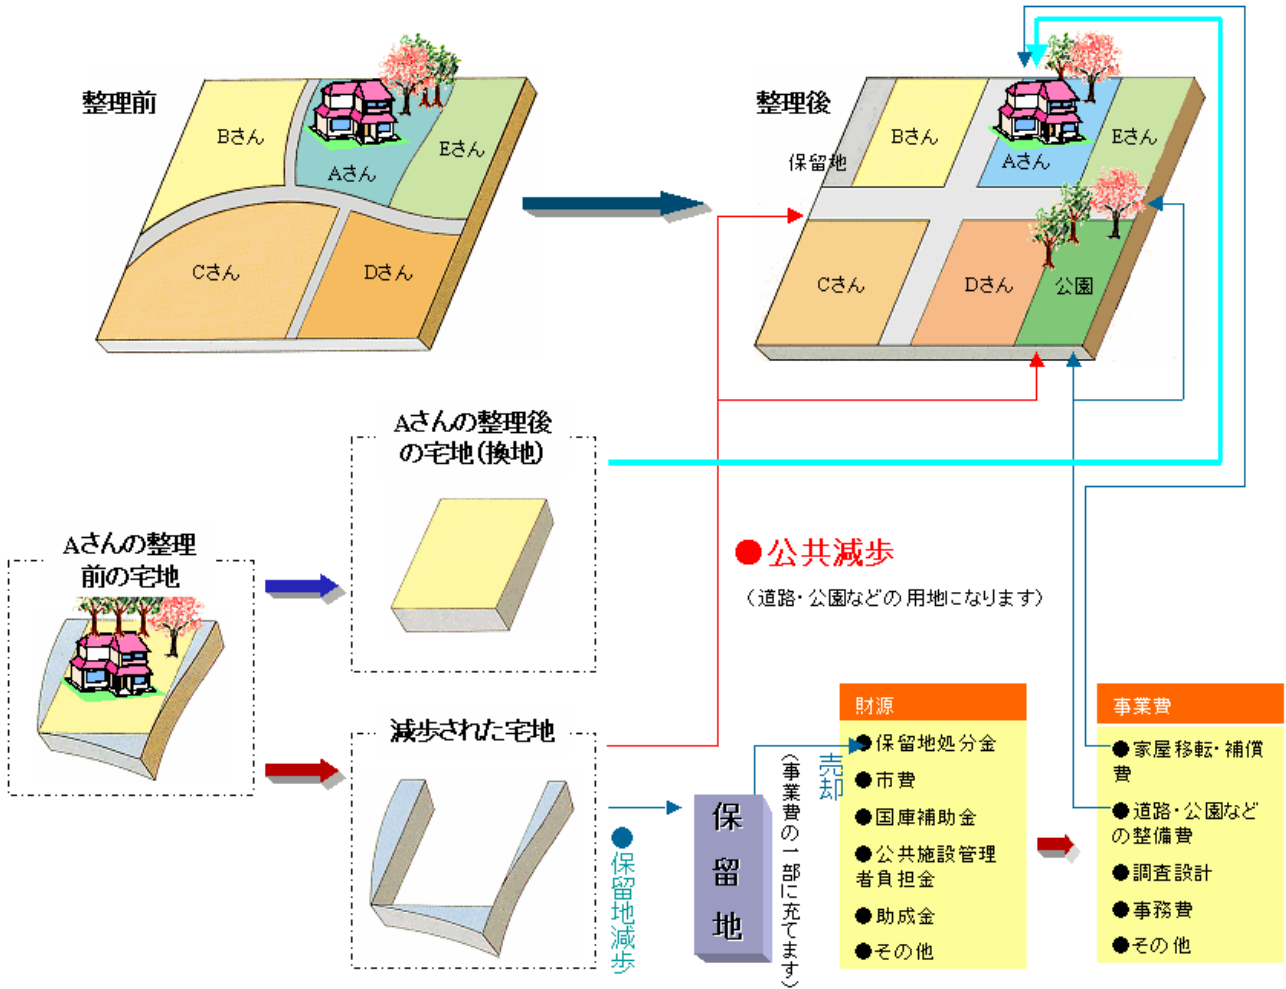 整理前
Bさん
Aさん
Eさん
Cさん
Dさん
整理後
保留地
Bさん
Aさん
Eさん
Cさん
Dさん
公園
Aさんの整理後
の宅地(換地)
Aさんの整理
前の宅地
●公共減歩
(道路・公園などの用地になります)
減歩された宅地
●保留地減歩
保留地
(事業費の一部に充てます)
売却
財源
●保留地処分金
●市費
●国庫補助金
●公共施設管理
者負担金
●助成金
●その他
事業費
●家屋移転・補償
費
●道路・公園など
の整備費
●調査設計
●事務費
●その他